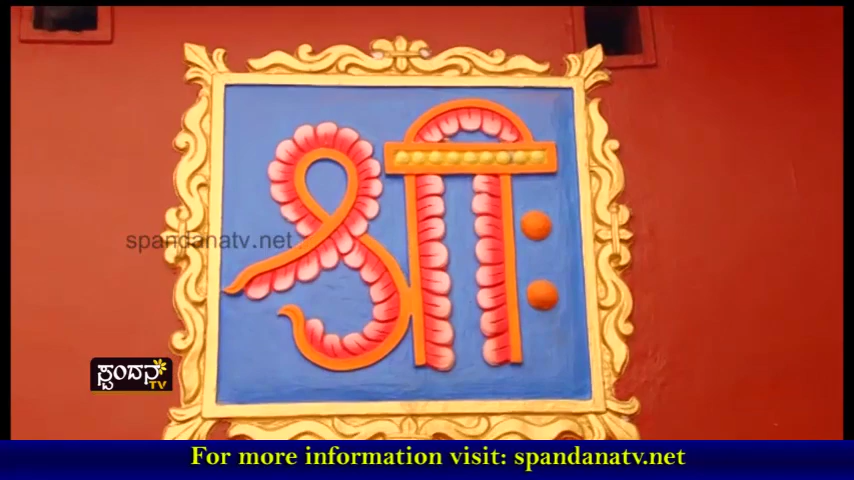 श्रीः
spandanatv.net
ಸ್ಪಂದನ
TV
For more information visit: spandanatv.net